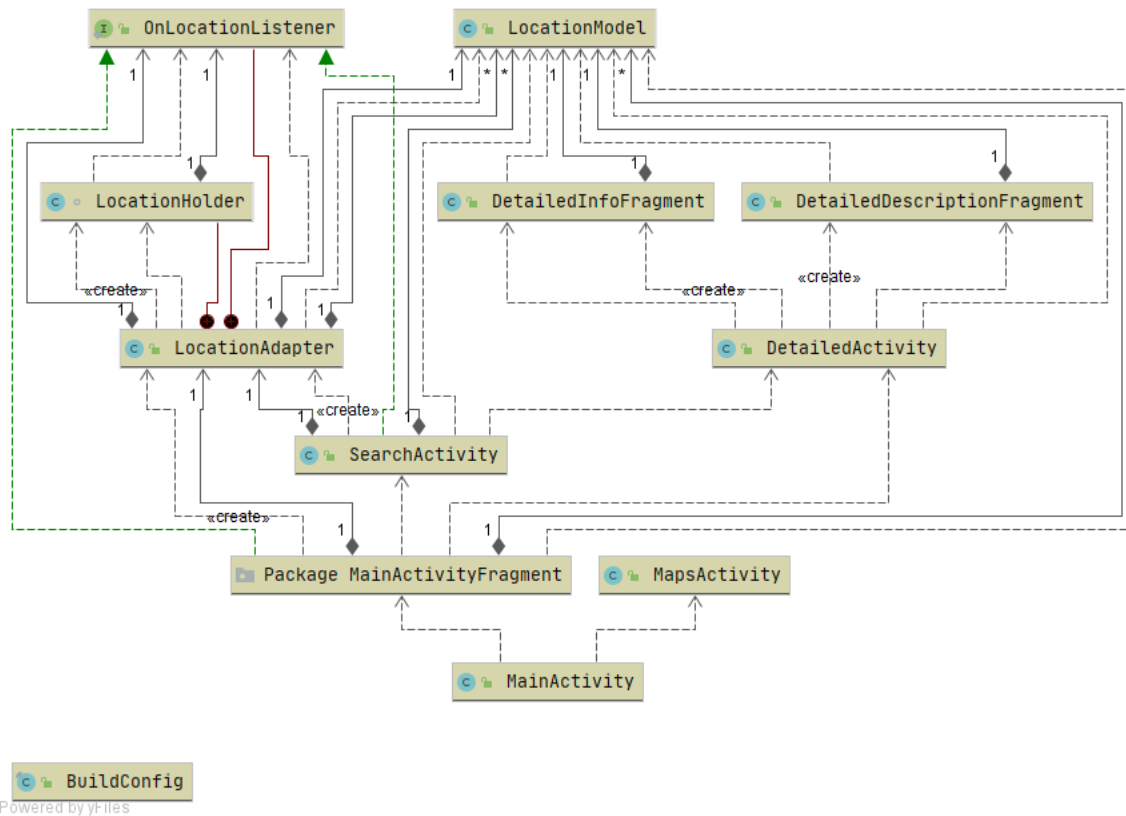 OnLocationListener
LocationModel
1
1
1
*
*
1
1
*
1
1
1
LocationHolder
DetailedInfoFragment
DetailedDescriptionFragment
«create»
«create»
«create»
1
1
1
LocationAdapter
DetailedActivity
1
1
1
«create»
1
SearchActivity
«create»
1
1
Package MainActivityFragment
MapsActivity
MainActivity
BuildConfig
Powered by yFiles